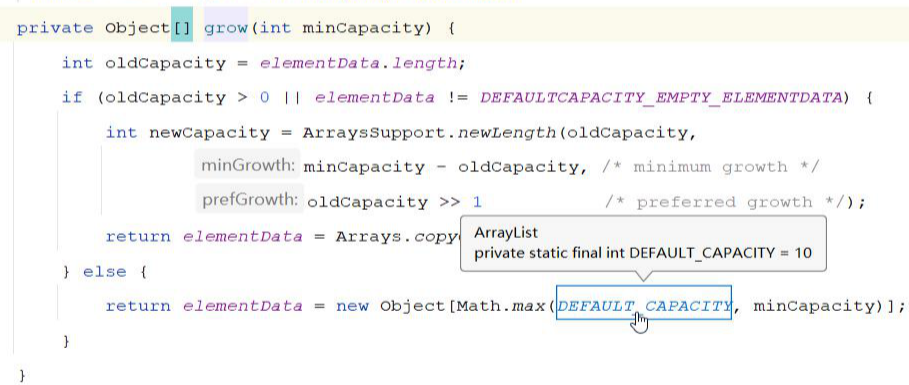 private Object[] grow(int minCapacity) {
int oldCapacity = elementData.length;
if (oldCapacity > 0 || elementData != DEFAULTCAPACITY_EMPTY_ELEMENTDATA) {
int newCapacity = ArraysSupport.newLength(oldCapacity,
minGrowth: minCapacity - oldCapacity, /* minimum growth */
prefGrowth: oldCapacity >> 1 /* preferred growth */);
return elementData = Arrays.copy
ArrayList
private static final int DEFAULT_CAPACITY = 10
} else {
return elementData = new Object[Math.max(DEFAULT_CAPACITY, minCapacity)];
}
}